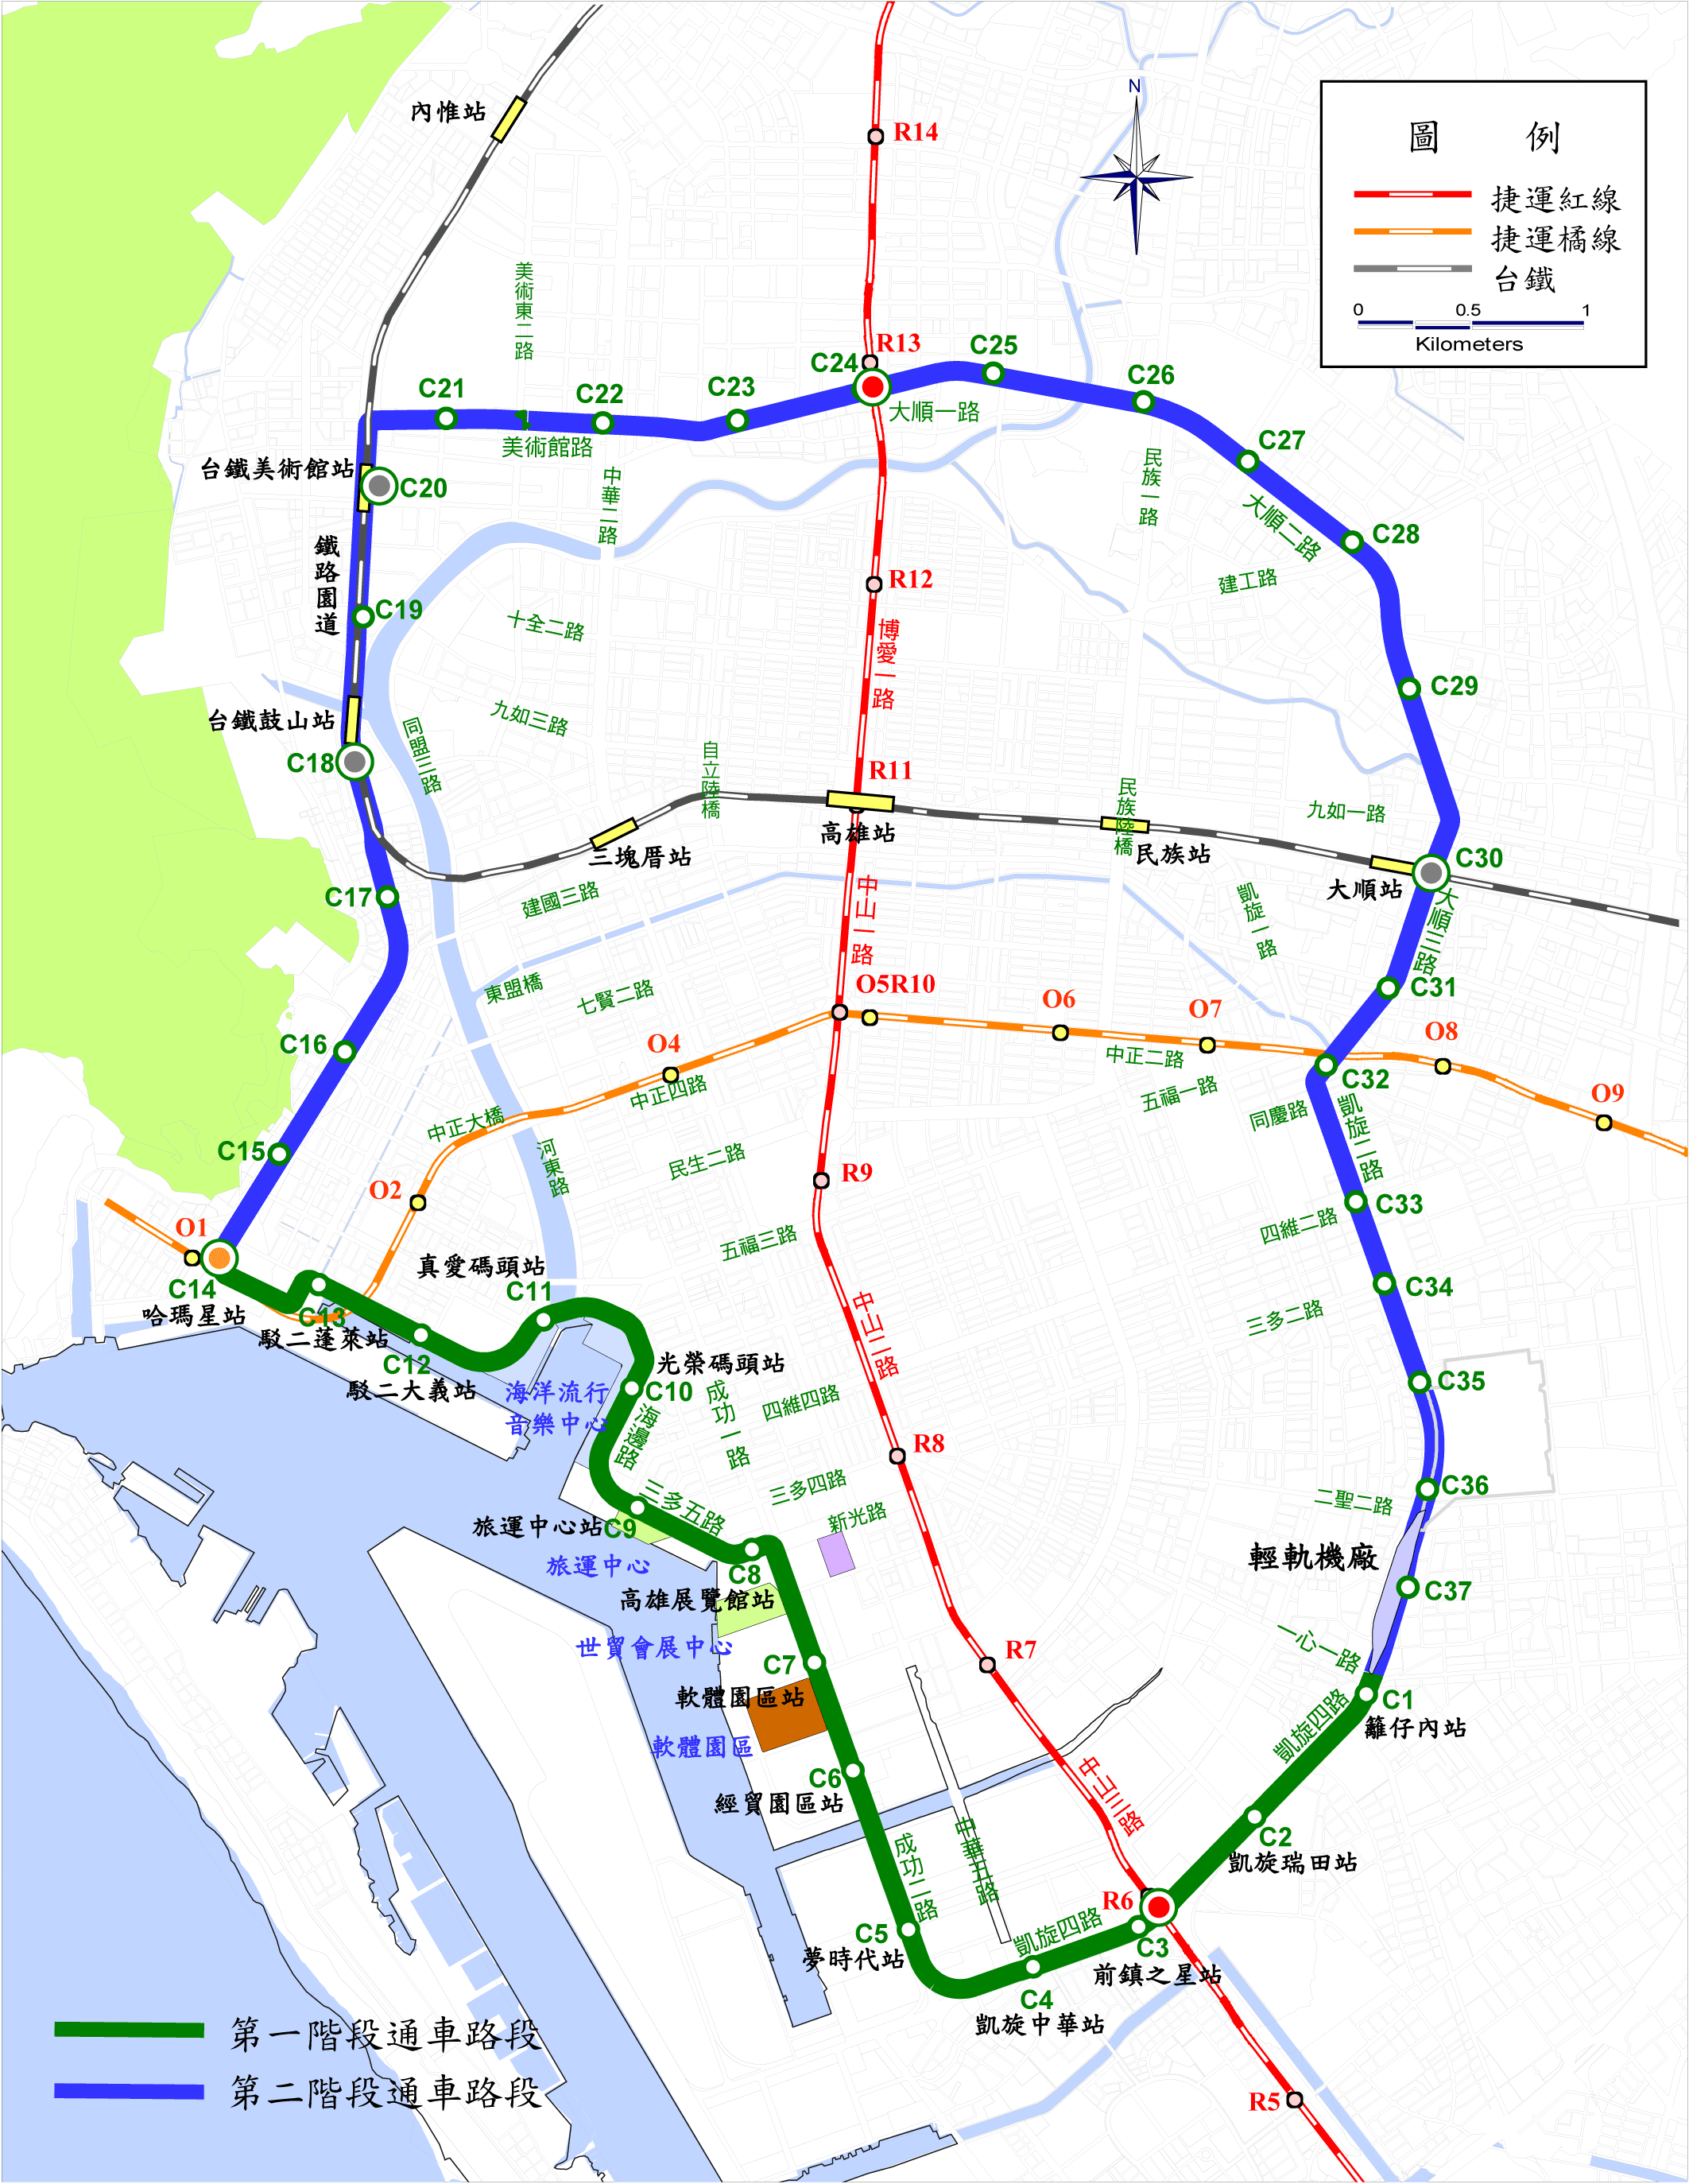 N
圖 例
捷運紅線
捷運橘線
台鐵
0 0.5 1
Kilometers
內惟站
R14
美術東二路
R13
C24
C25
C26
C21
C22
C23
大順一路
美術館路
C27
台鐵美術館站
C20
中華二路
民族一路
大順二路
C28
鐵路園道
R12
建工路
C19
十全二路
博愛一路
C29
台鐵鼓山站
九如三路
同盟三路
C18
自立陸橋
R11
民族陸橋
九如一路
高雄站
三塊厝站
民族站
C30
大順站
C17
建國三路
中山一路
凱旋一路
大順三路
東盟橋
七賢二路
O5R10
O6
O7
C31
C16
O4
中正二路
O8
C32
中正四路
五福一路
同慶路
凱旋二路
O9
中正大橋
C15
河東路
民生二路
R9
O2
C33
O1
五福三路
四維二路
真愛碼頭站
C14
哈瑪星站
C11
C34
C13
駁二蓬萊站
中山二路
三多二路
C12
駁二大義站
光榮碼頭站
C10
C35
海洋流行
音樂中心
海邊路
成功一路
四維四路
R8
三多四路
C36
二聖二路
三多五路
新光路
旅運中心站
C9
旅運中心
C8
高雄展覽館站
輕軌機廠
C37
世貿會展中心
C7
R7
一心一路
軟體園區站
C1
籬仔內站
軟體園區
凱旋四路
C6
經貿園區站
中山三路
C2
凱旋瑞田站
成功二路
中華五路
R6
C5
夢時代站
凱旋四路
C3
前鎮之星站
C4
凱旋中華站
第一階段通車路段
第二階段通車路段
R5